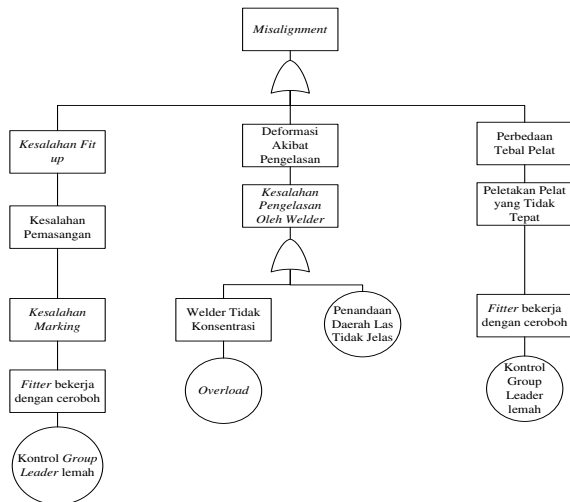 Misalignment
Kesalahan Fit
up
Deformasi
Akibat
Pengelasan
Perbedaan
Tebal Pelat
Kesalahan
Pemasangan
Kesalahan
Pengelasan
Oleh Welder
Peletakan Pelat
yang Tidak
Tepat
Kesalahan
Marking
Welder Tidak
Konsentrasi
Penandaan
Daerah Las
Tidak Jelas
Fitter bekerja
dengan ceroboh
Fitter bekerja
dengan ceroboh
Overload
Kontrol
Group
Leader
lemah
Kontrol Group
Leader lemah